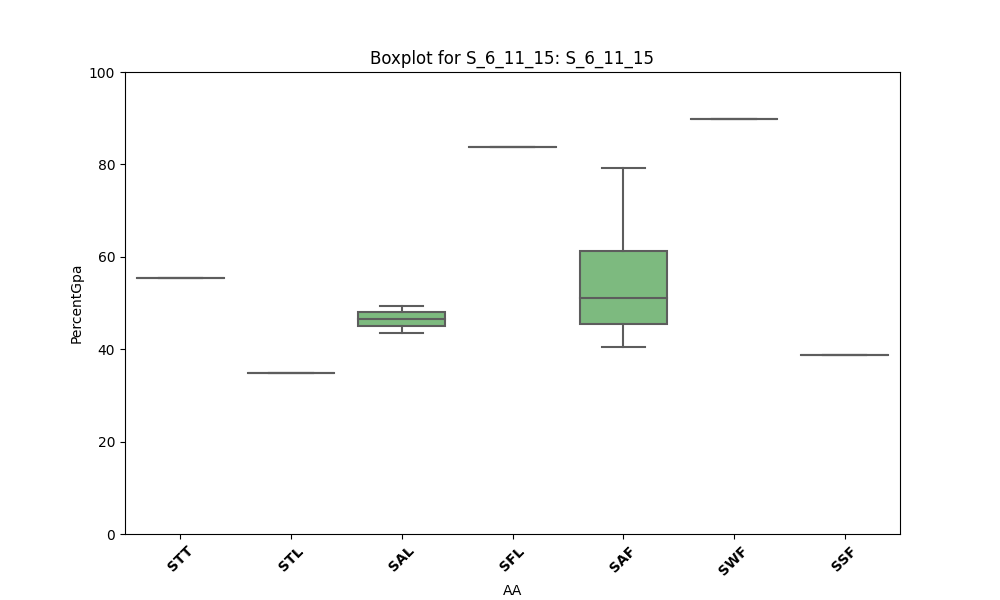 Boxplot for S_6_11_15: S_6_11_15
100
80
60
40
20
0
PercentGpa
STT
STL
SAL
SFL
SAF
SWF
SSF
AA